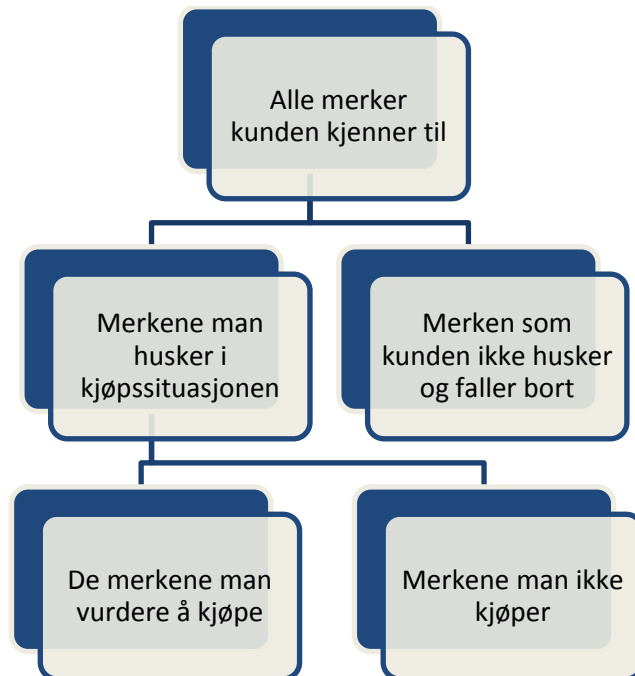 Alle merker
kunden kjenner til
Merkene man
husker i
kjøpssituasjonen
Merken som
kunden ikke husker
og faller bort
De merkene man
vurdere å kjøpe
Merkene man ikke
kjøper